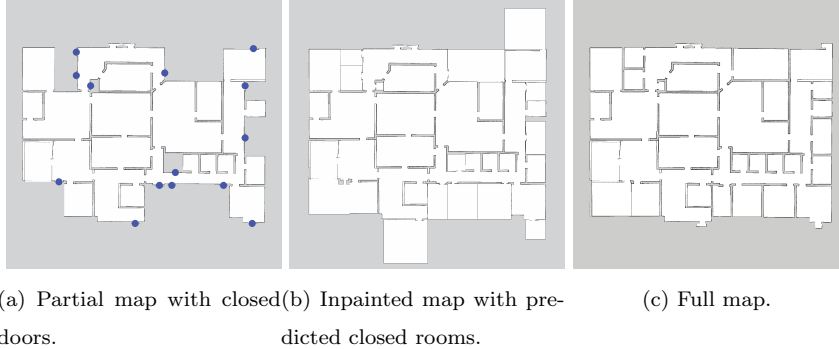 (a) Partial map with closed
doors.
(b) Inpainted map with pre-
dicted closed rooms.
(c) Full map.